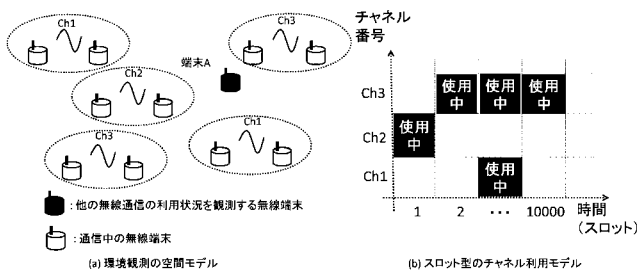 Ch1
Ch3
端末A
Ch2
Ch1
Ch3
:他の無線通信の利用状況を観測する無線端末
:通信中の無線端末
(a) 環境観測の空間モデル
チャネル
番号
Ch3
Ch2
Ch1
使用
中
使用
中
使用
中
使用
中
使用
中
1
2
・・・
10000
時間
(スロット)
(b) スロット型のチャネル利用モデル